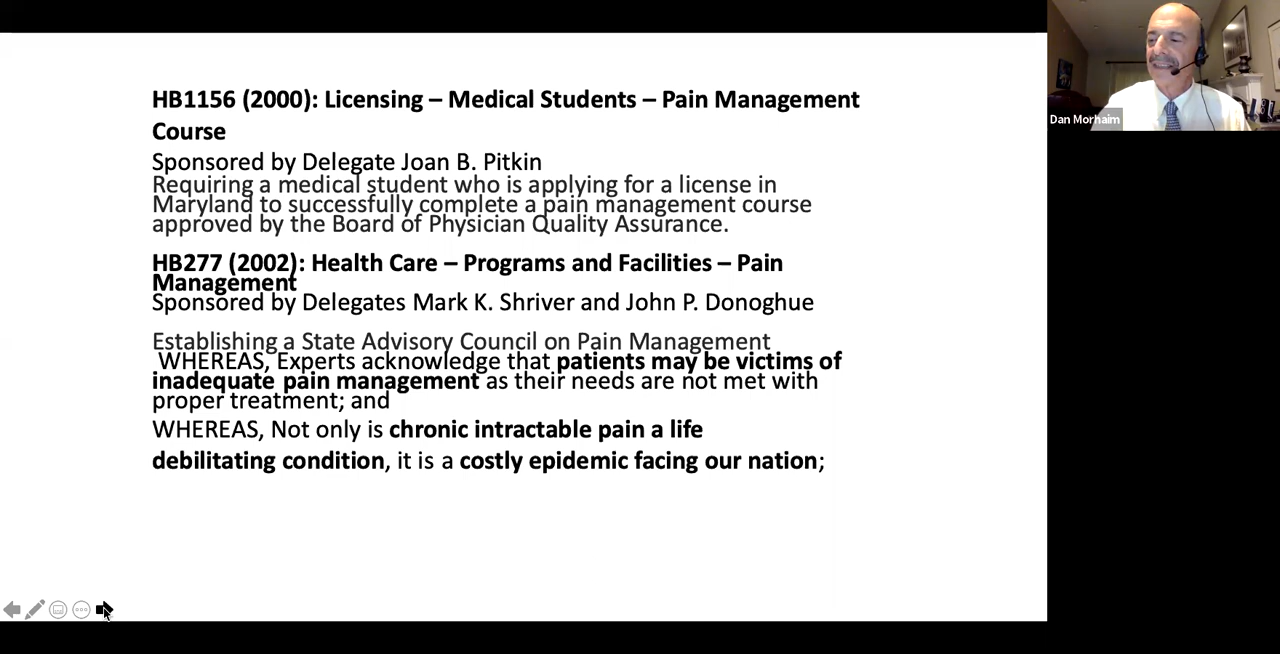 HB1156 (2000): Licensing – Medical Students – Pain Management
Course
Sponsored by Delegate Joan B. Pitkin
Requiring a medical student who is applying for a license in
Maryland to successfully complete a pain management course
approved by the Board of Physician Quality Assurance.
HB277 (2002): Health Care – Programs and Facilities – Pain
Management
Sponsored by Delegates Mark K. Shriver and John P. Donoghue
Establishing a State Advisory Council on Pain Management
WHEREAS, Experts acknowledge that patients may be victims of
inadequate pain management as their needs are not met with
proper treatment; and
WHEREAS, Not only is chronic intractable pain a life
debilitating condition, it is a costly epidemic facing our nation;
Dan Morhaim